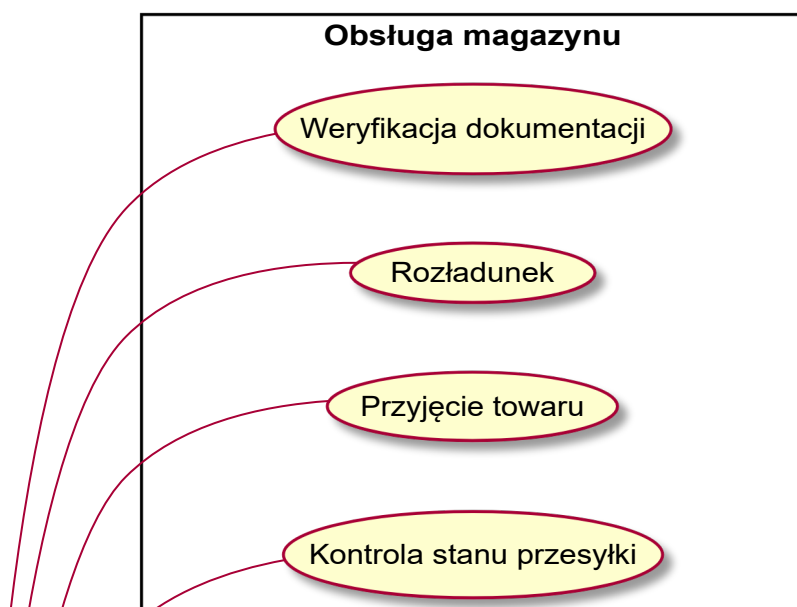 Obsługa magazynu
Weryfikacja dokumentacji
Rozładunek
Przyjęcie towaru
Kontrola stanu przesyłki